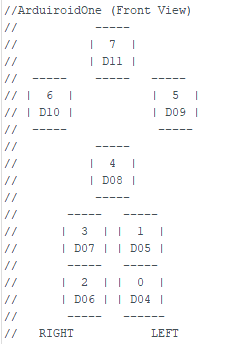 //ArduiroidOne (Front View)
//              -----
//             |  7  |
//             | D11 |
//    -----     -----     -----
// |  6  |              |  5  |
// | D10 |              | D09 |
//    -----                -----
//              -----
//             |  4  |
//             | D08 |
//              -----
//          -----   -----
//         |  3  | |  1  |
//         | D07 | | D05 |
//          -----   -----
//         |  2  | |  0  |
//         | D06 | | D04 |
//          -----   ------
//     RIGHT            LEFT